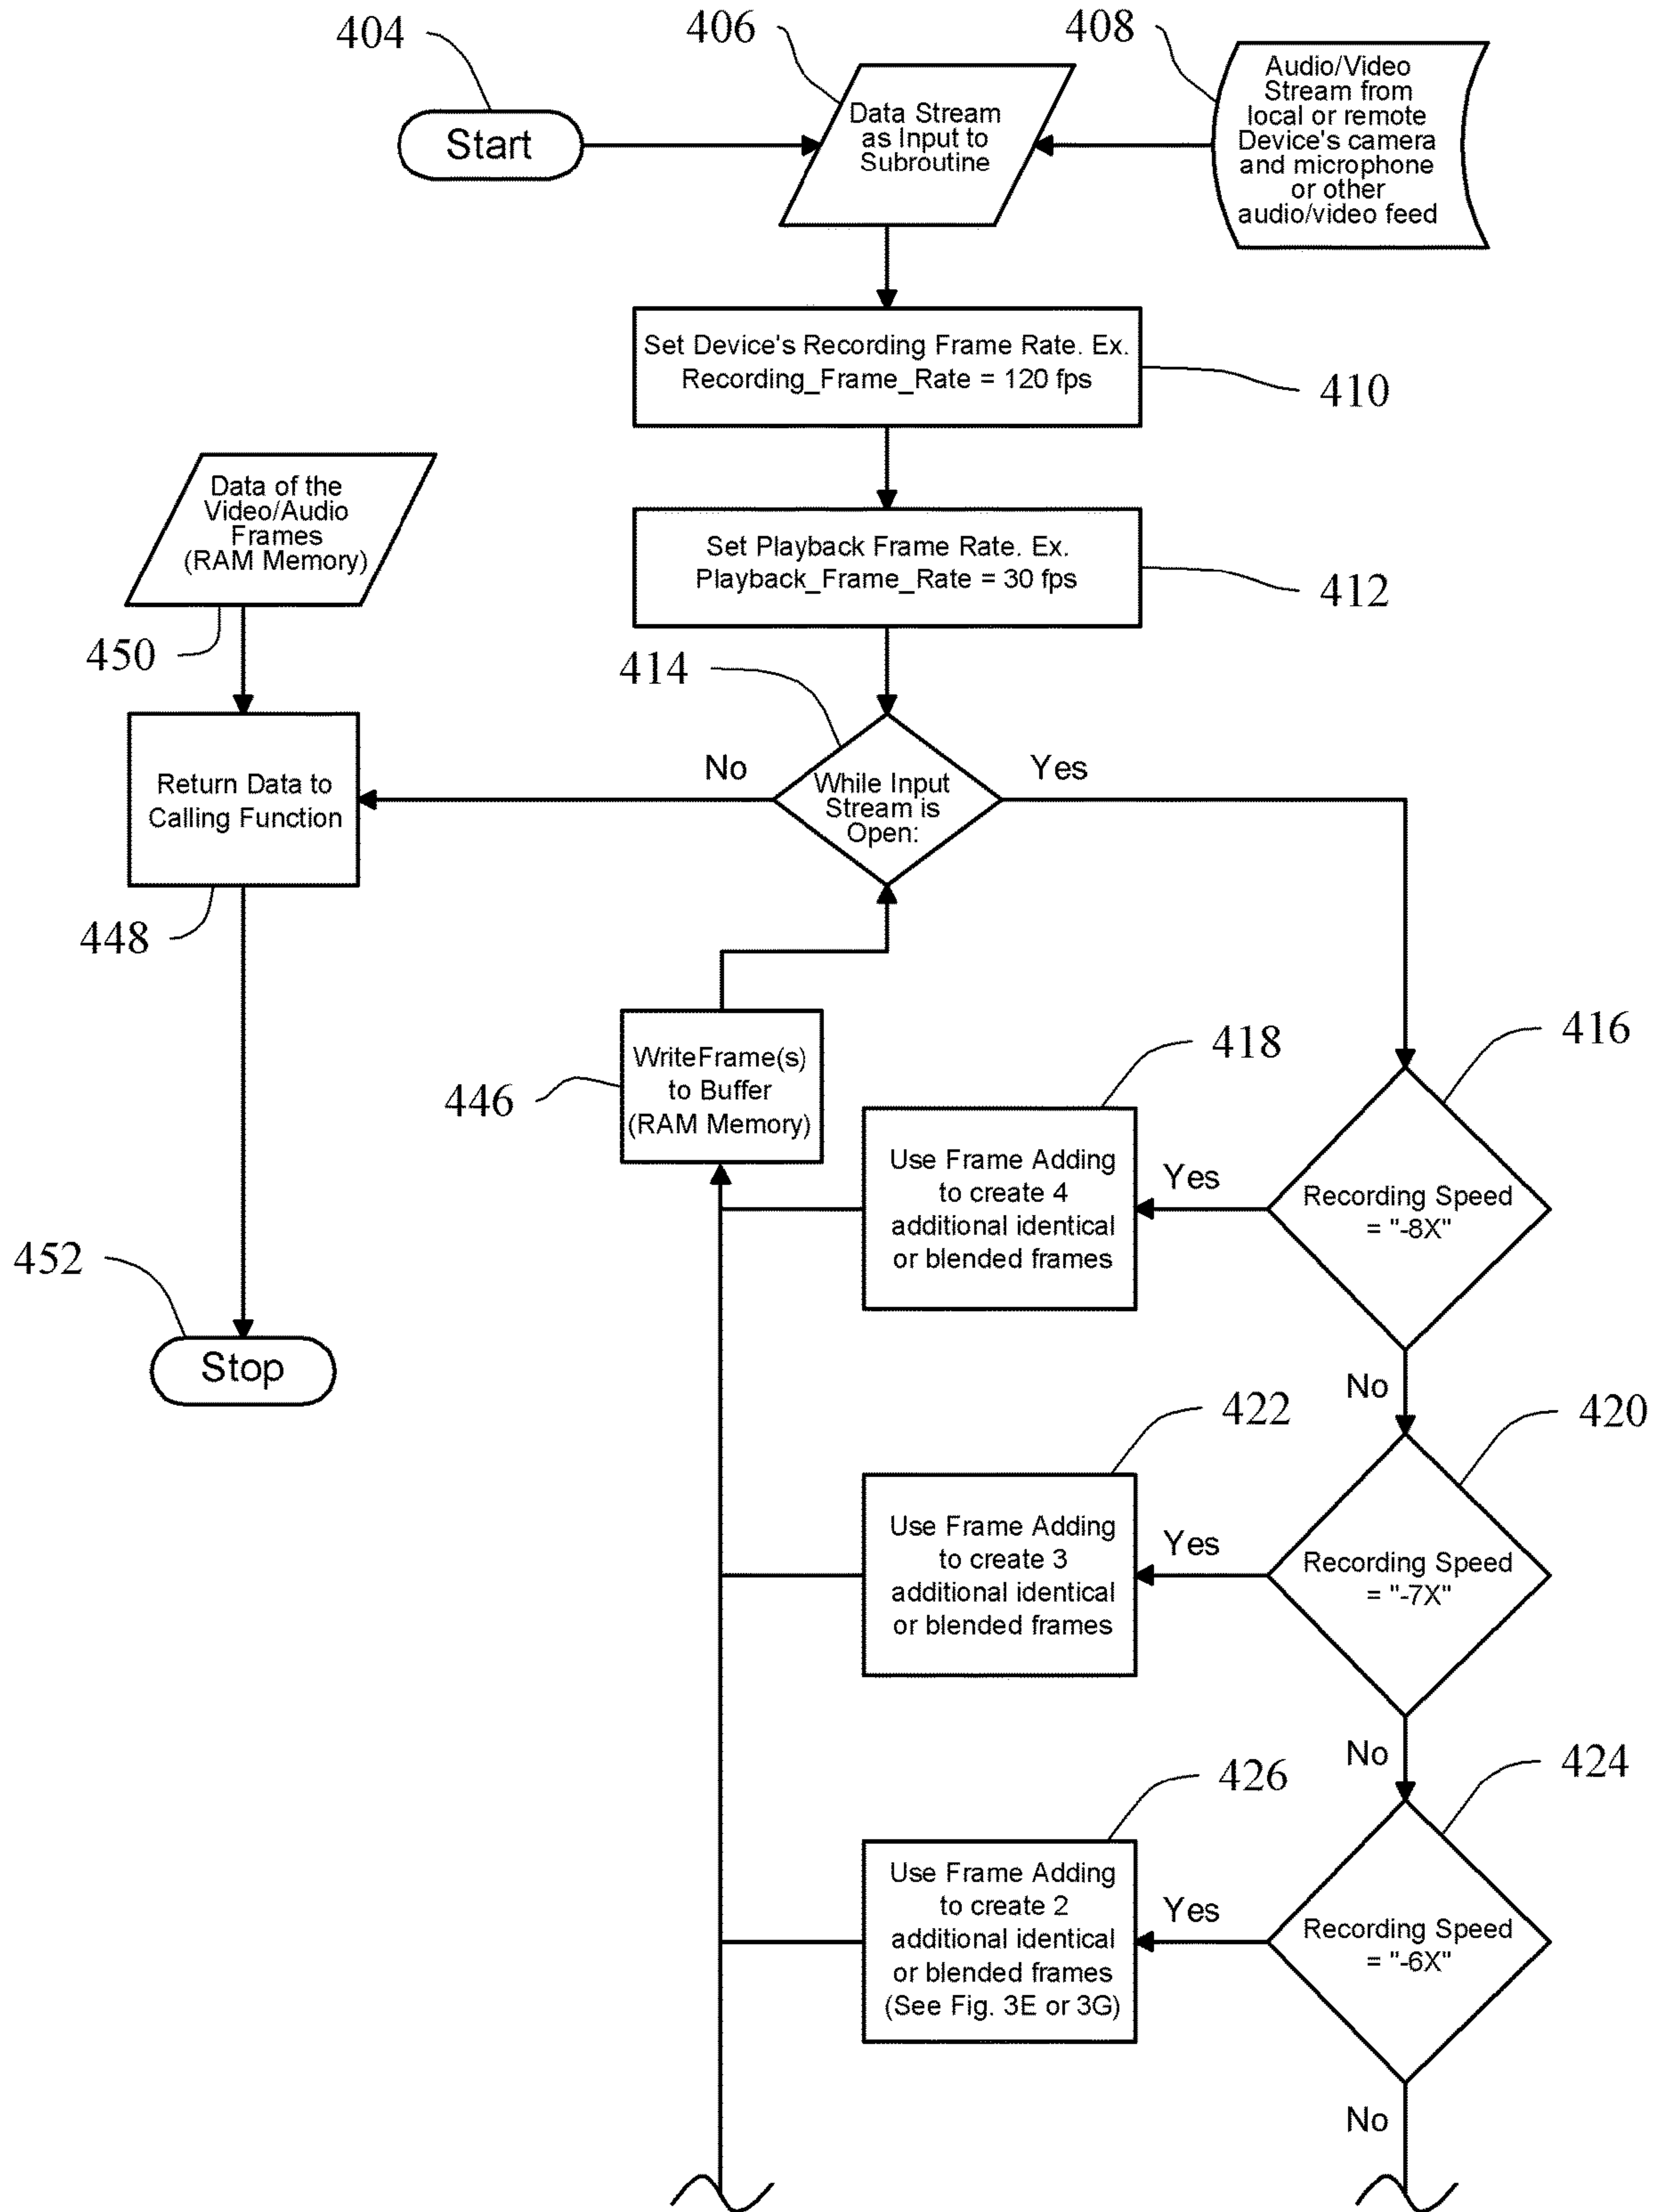 404
406
408
Start
Data Stream
as Input to
Subroutine
Audio/Video
Stream from
local or remote
Device's camera
and microphone
or other
audio/video feed
Set Device's Recording Frame Rate. Ex.
Recording_Frame_Rate = 120 fps
410
Data of the
Video/Audio
Frames
(RAM Memory)
450
Set Playback Frame Rate. Ex.
Playback_Frame_Rate = 30 fps
412
414
No
Yes
While Input
Stream is
Open:
Return Data to
Calling Function
448
WriteFrame(s)
to Buffer
(RAM Memory)
446
418
416
Use Frame Adding
to create 4
additional identical
or blended frames
Yes
Recording Speed
= "-8X"
No
452
Stop
422
420
Use Frame Adding
to create 3
additional identical
or blended frames
Yes
Recording Speed
= "-7X"
No
426
424
Use Frame Adding
to create 2
additional identical
or blended frames
(See Fig. 3E or 3G)
Yes
Recording Speed
= "-6X"
No